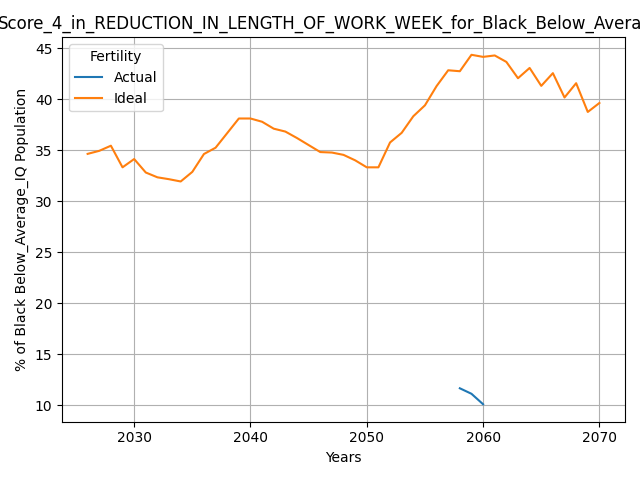 Score_4_in_REDUCTION_IN_LENGTH_OF_WORK_WEEK_for_Black_Below_Avera
Fertility
Actual
Ideal
% of Black Below_Average_IQ Population
45
40
35
30
25
20
15
10
2030 2040 2050 2060 2070
Years